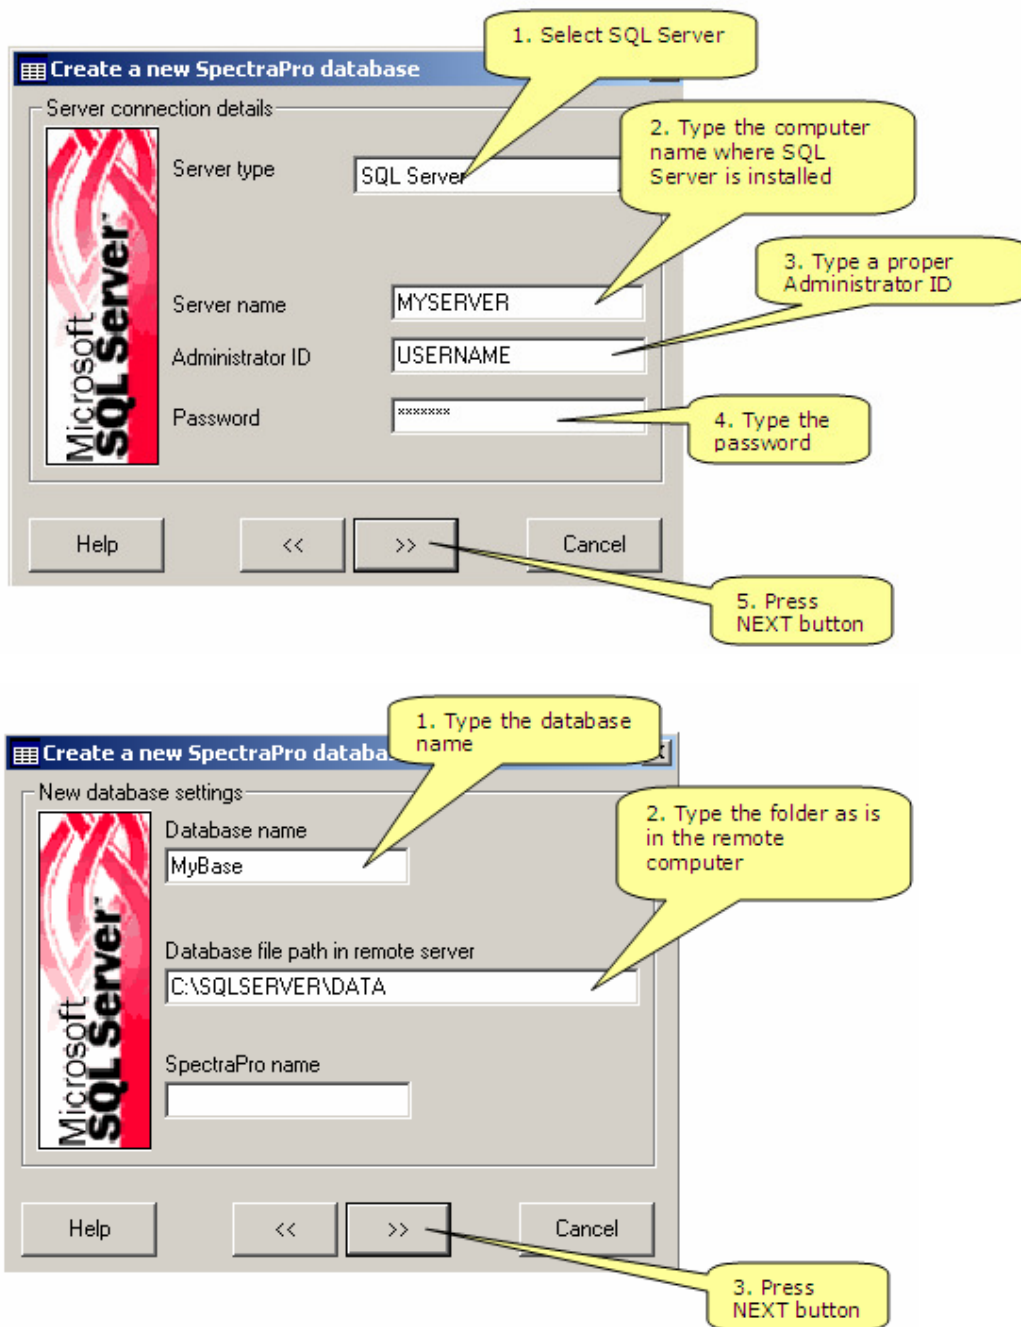 1. Select SQL Server
Create a new SpectraPro database
Server connection details
2. Type the computer
name where SQL
Server is installed
Server type
SQL Server
Microsoft
SQL Server
3. Type a proper
Administrator ID
Server name
MYSERVER
Administrator ID
USERNAME
Password
*******
4. Type the
password
Help
<<
>>
Cancel
5. Press
NEXT button
1. Type the database
name
Create a new SpectraPro databa
New database settings
Database name
MyBase
2. Type the folder as is
in the remote
computer
Microsoft
SQL Server
Database file path in remote server
C:\SQLSERVER\DATA
SpectraPro name
Help
<<
>>
Cancel
3. Press
NEXT button